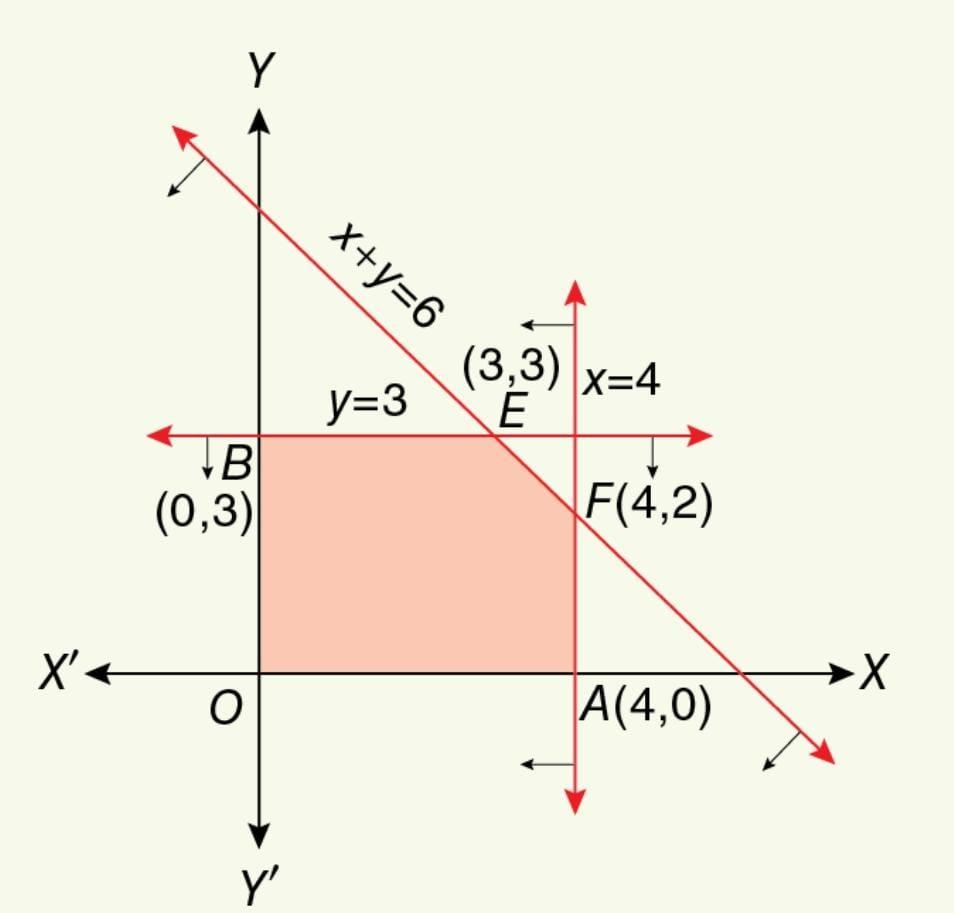 Y
x+y=6
(3,3)
x=4
y=3
E
B
(0,3)
F(4,2)
X′
X
O
A(4,0)
Y′